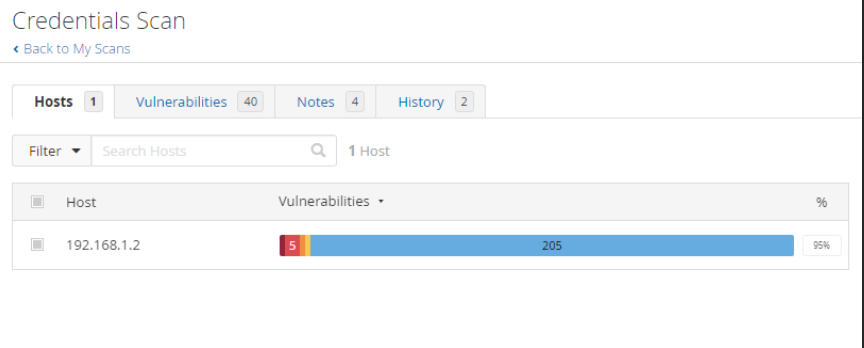 Credentials Scan
‹ Back to My Scans
Hosts 1 Vulnerabilities 40 Notes 4 History 2
Filter Search Hosts 1 Host
Host Vulnerabilities %
192.168.1.2 5 205 95%